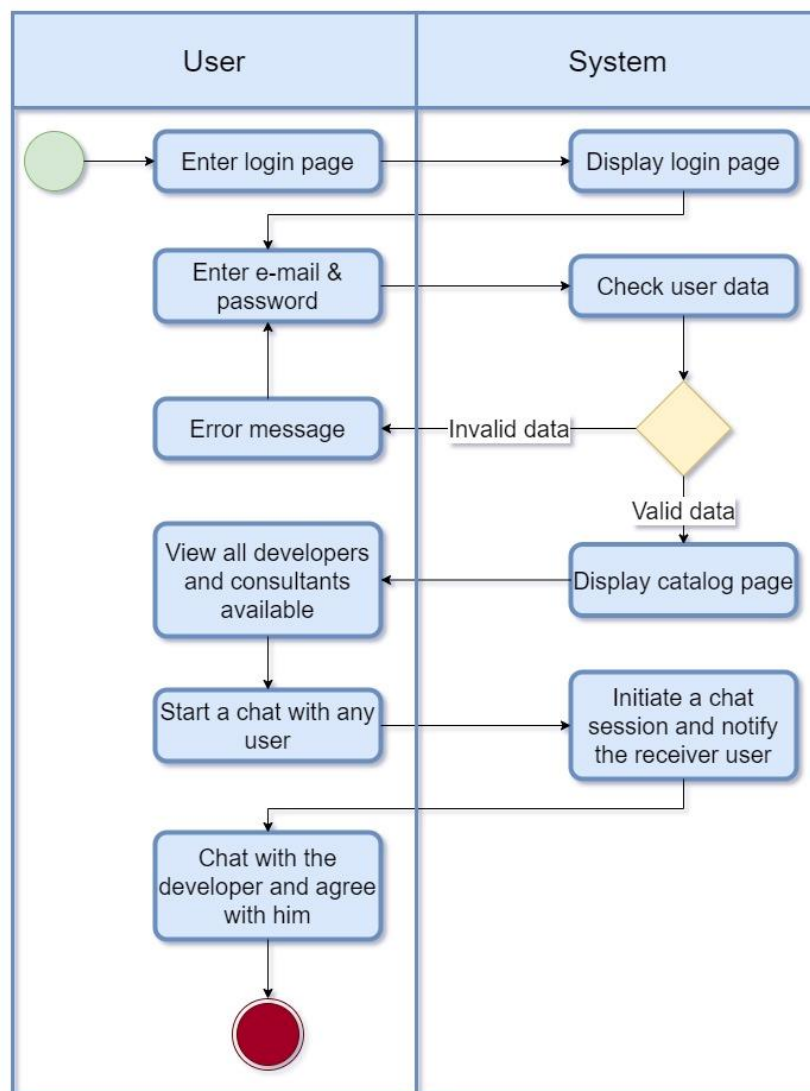 User
System
Enter login page
Display login page
Enter e-mail &
password
Check user data
Error message
Invalid data
Valid data
View all developers
and consultants
available
Display catalog page
Start a chat with any
user
Initiate a chat
session and notify
the receiver user
Chat with the
developer and agree
with him